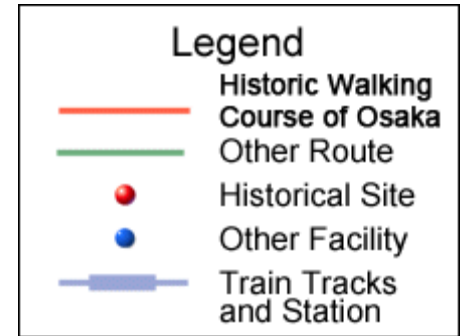 Legend
Historic Walking
Course of Osaka
Other Route
Historical Site
Other Facility
Train Tracks
and Station